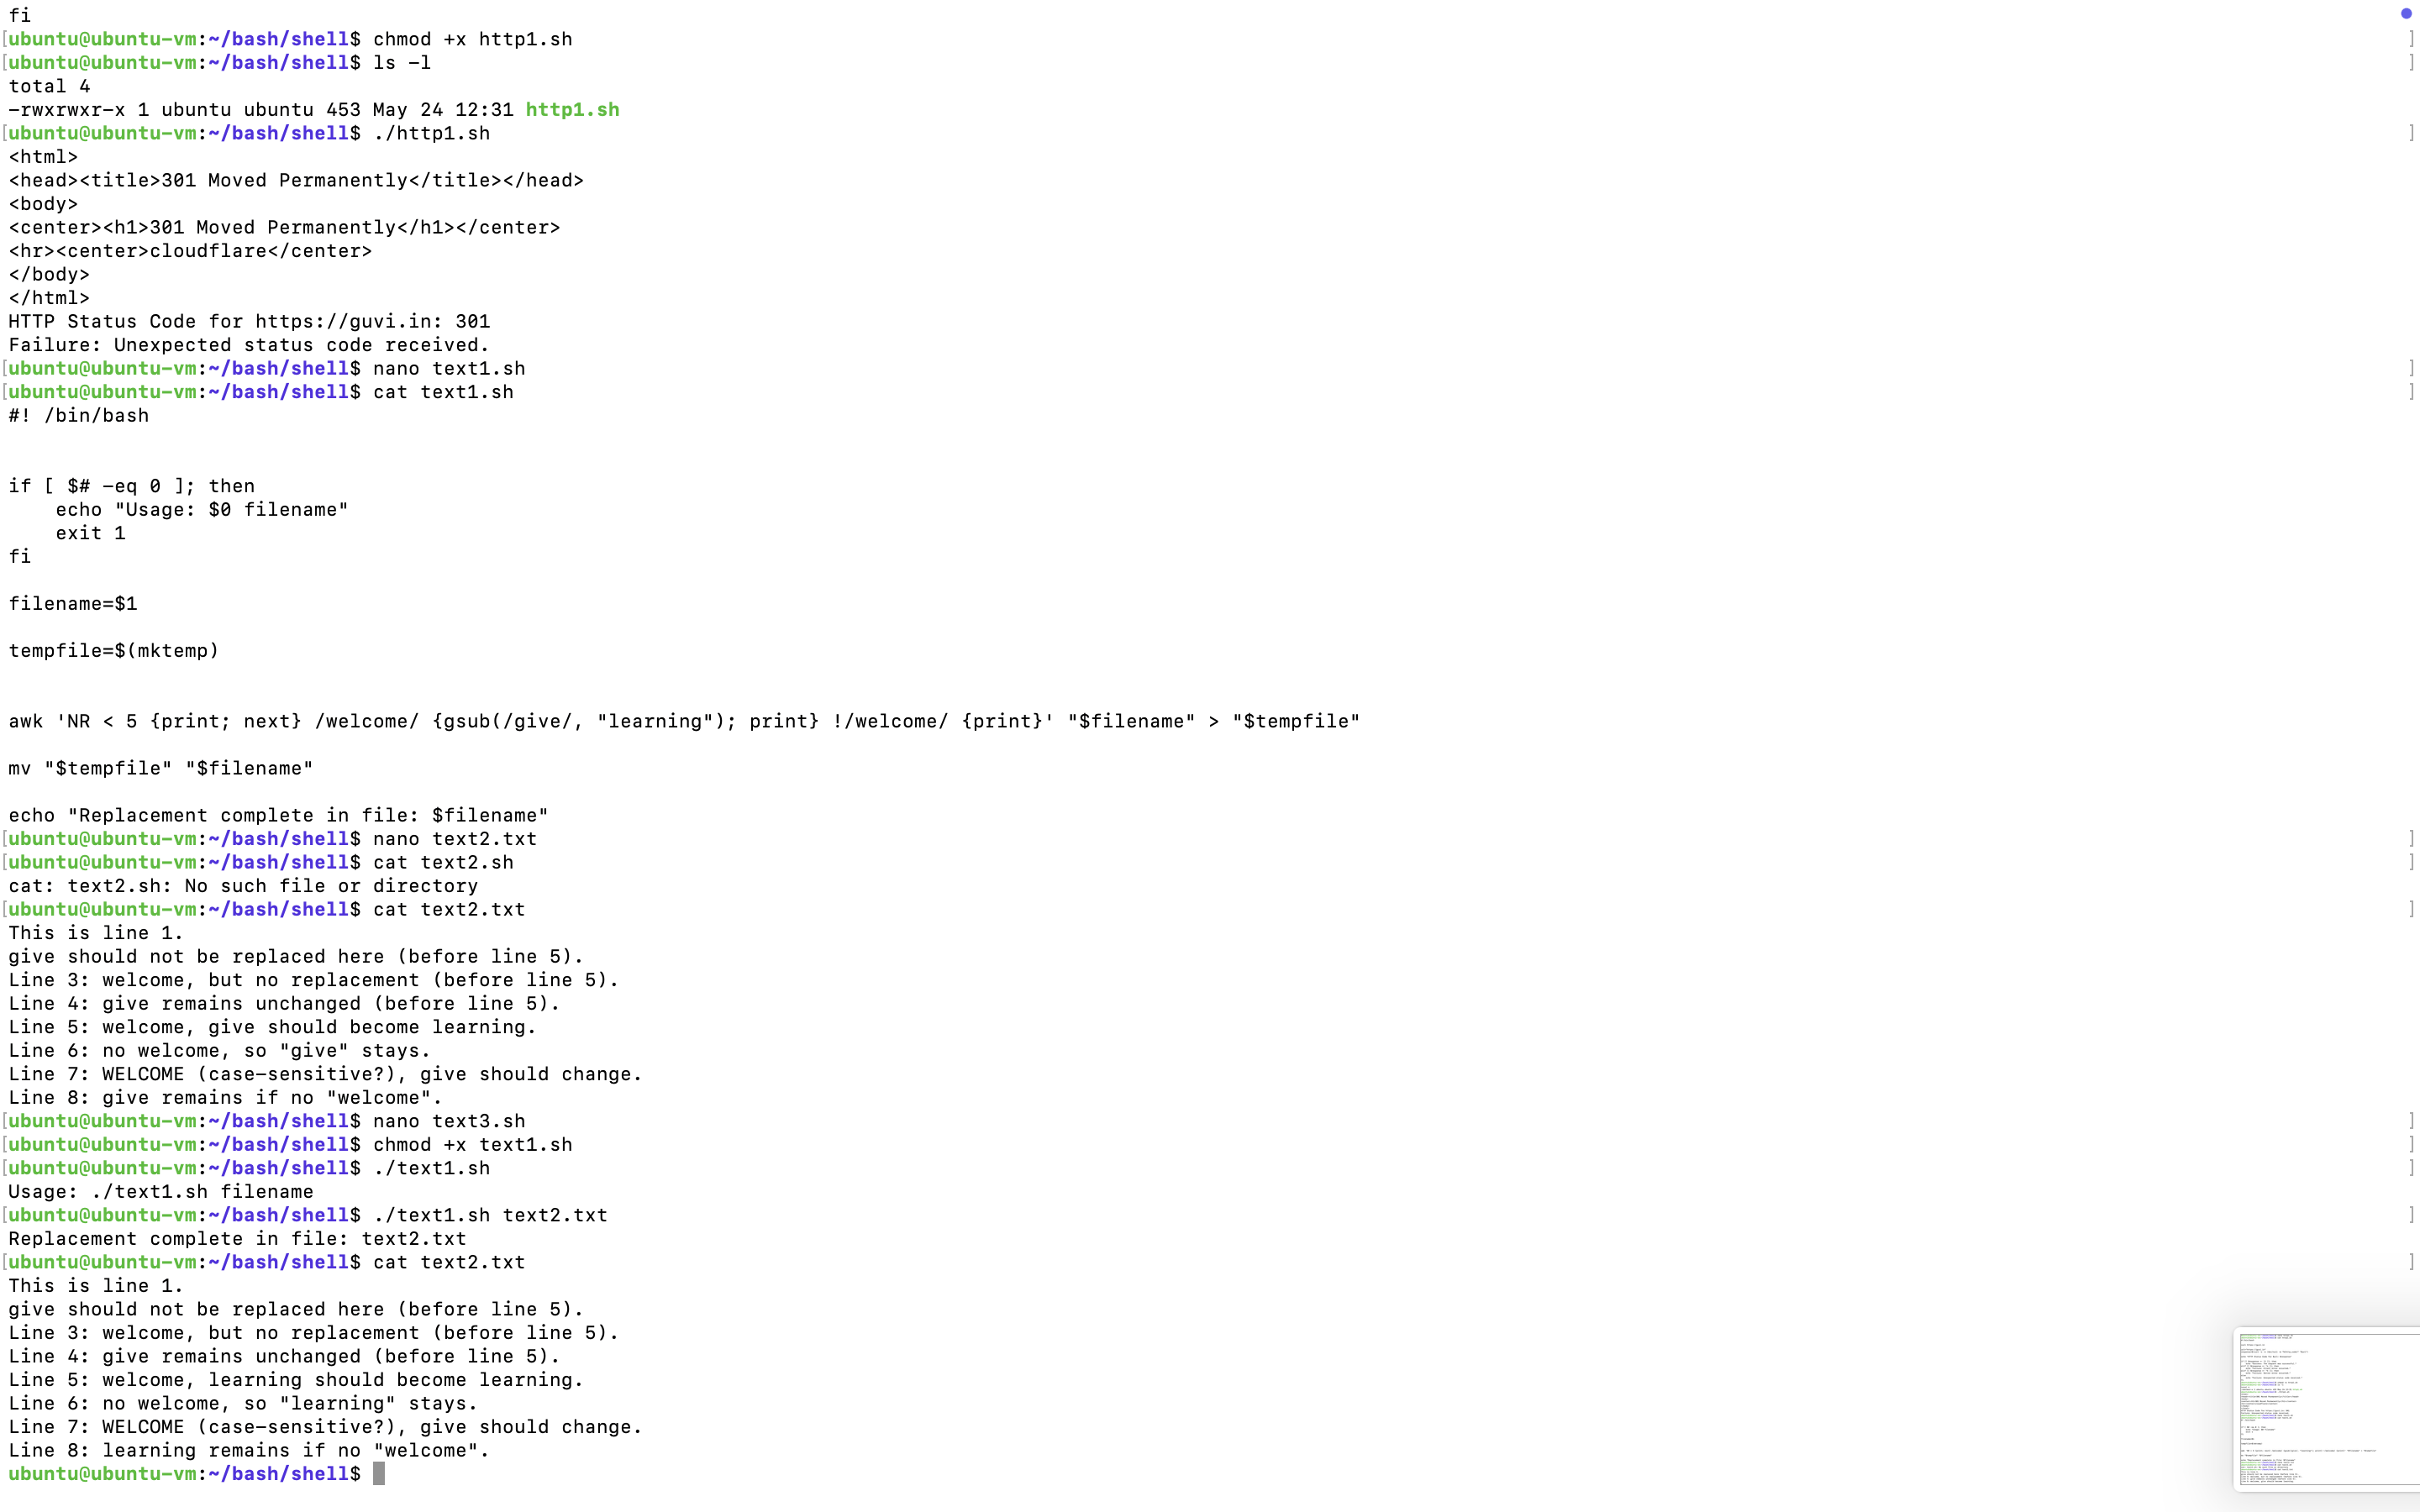 fi
[ubuntu@ubuntu-vm:~/bash/shell$ chmod +x http1.sh ]
[ubuntu@ubuntu-vm:~/bash/shell$ ls -l ]
total 4
-rwxrwxr-x 1 ubuntu ubuntu 453 May 24 12:31 http1.sh
[ubuntu@ubuntu-vm:~/bash/shell$ ./http1.sh ]
<html>
<head><title>301 Moved Permanently</title></head>
<body>
<center><h1>301 Moved Permanently</h1></center>
<hr><center>cloudflare</center>
</body>
</html>
HTTP Status Code for https://guvi.in: 301
Failure: Unexpected status code received.
[ubuntu@ubuntu-vm:~/bash/shell$ nano text1.sh ]
[ubuntu@ubuntu-vm:~/bash/shell$ cat text1.sh ]
#! /bin/bash


if [ $# -eq 0 ]; then
    echo "Usage: $0 filename"
    exit 1
fi

filename=$1

tempfile=$(mktemp)


awk 'NR < 5 {print; next} /welcome/ {gsub(/give/, "learning"); print} !/welcome/ {print}' "$filename" > "$tempfile"

mv "$tempfile" "$filename"

echo "Replacement complete in file: $filename"
[ubuntu@ubuntu-vm:~/bash/shell$ nano text2.txt ]
[ubuntu@ubuntu-vm:~/bash/shell$ cat text2.sh ]
cat: text2.sh: No such file or directory
[ubuntu@ubuntu-vm:~/bash/shell$ cat text2.txt ]
This is line 1.
give should not be replaced here (before line 5).
Line 3: welcome, but no replacement (before line 5).
Line 4: give remains unchanged (before line 5).
Line 5: welcome, give should become learning.
Line 6: no welcome, so "give" stays.
Line 7: WELCOME (case-sensitive?), give should change.
Line 8: give remains if no "welcome".
[ubuntu@ubuntu-vm:~/bash/shell$ nano text3.sh ]
[ubuntu@ubuntu-vm:~/bash/shell$ chmod +x text1.sh ]
[ubuntu@ubuntu-vm:~/bash/shell$ ./text1.sh ]
Usage: ./text1.sh filename
[ubuntu@ubuntu-vm:~/bash/shell$ ./text1.sh text2.txt ]
Replacement complete in file: text2.txt
[ubuntu@ubuntu-vm:~/bash/shell$ cat text2.txt ]
This is line 1.
give should not be replaced here (before line 5).
Line 3: welcome, but no replacement (before line 5).
Line 4: give remains unchanged (before line 5).
Line 5: welcome, learning should become learning.
Line 6: no welcome, so "learning" stays.
Line 7: WELCOME (case-sensitive?), give should change.
Line 8: learning remains if no "welcome".
ubuntu@ubuntu-vm:~/bash/shell$